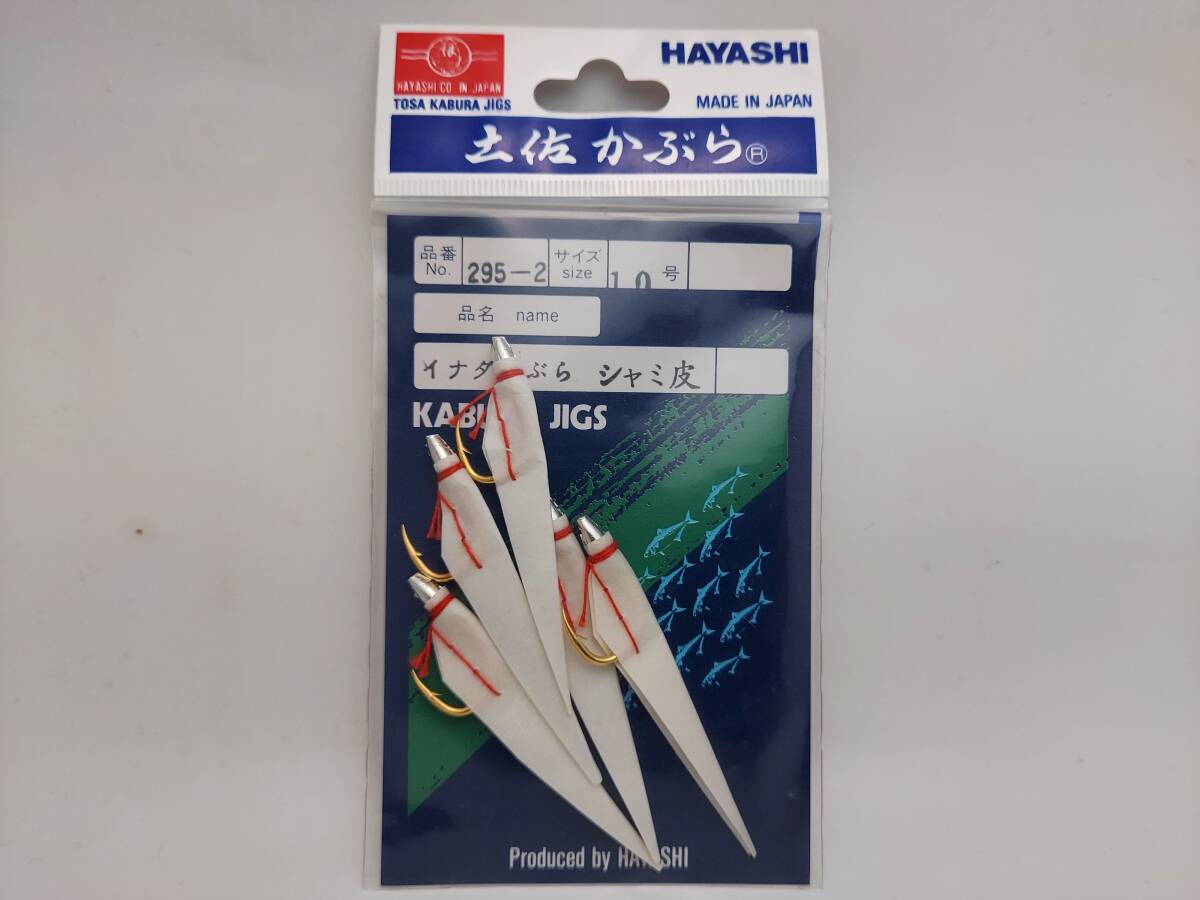 HAYASHI CO IN JAPAN
TOSA KABURA JIGS
HAYASHI
MADE IN JAPAN
土佐かぶら®
品番 No. 295-2 サイズ size 10 号
品名 name
イナダ ぶら シャミ皮
KABU JIGS
Produced by HAYASHI